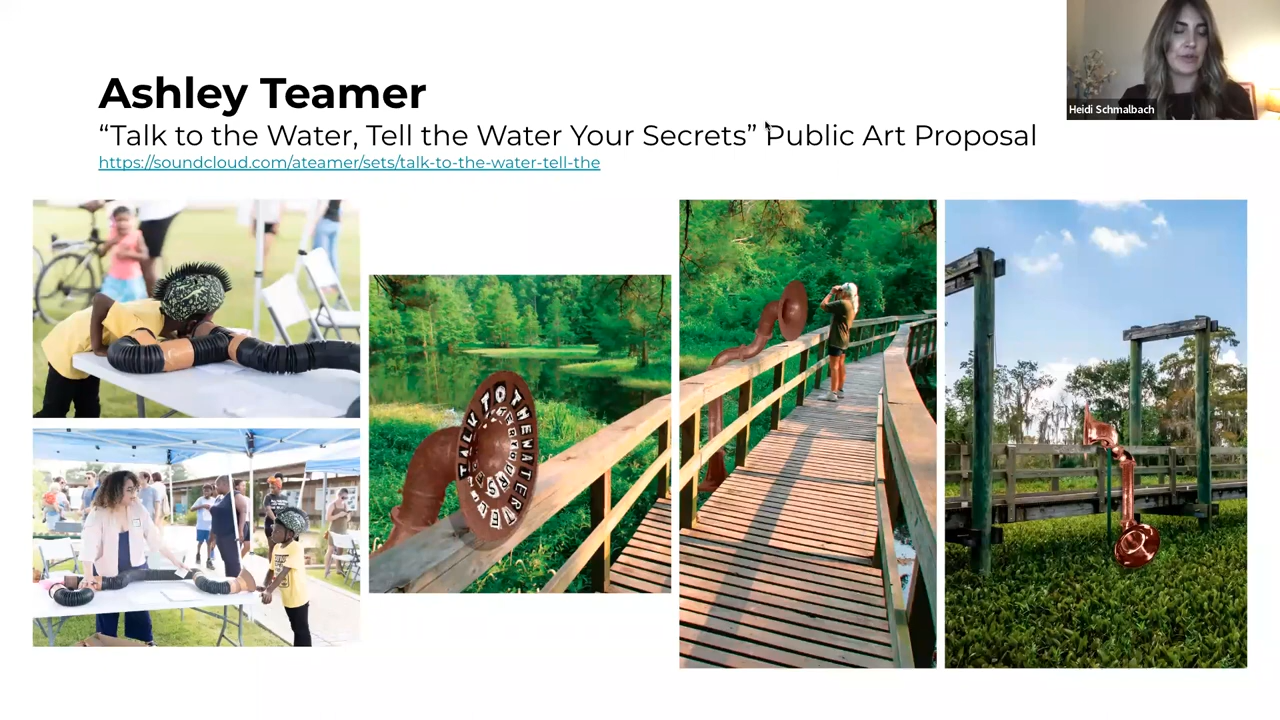 Ashley Teamer
“Talk to the Water, Tell the Water Your Secrets” Public Art Proposal
https://soundcloud.com/ateamer/sets/talk-to-the-water-tell-the
Heidi Schmalbach
TALK TO THE WATER TELL